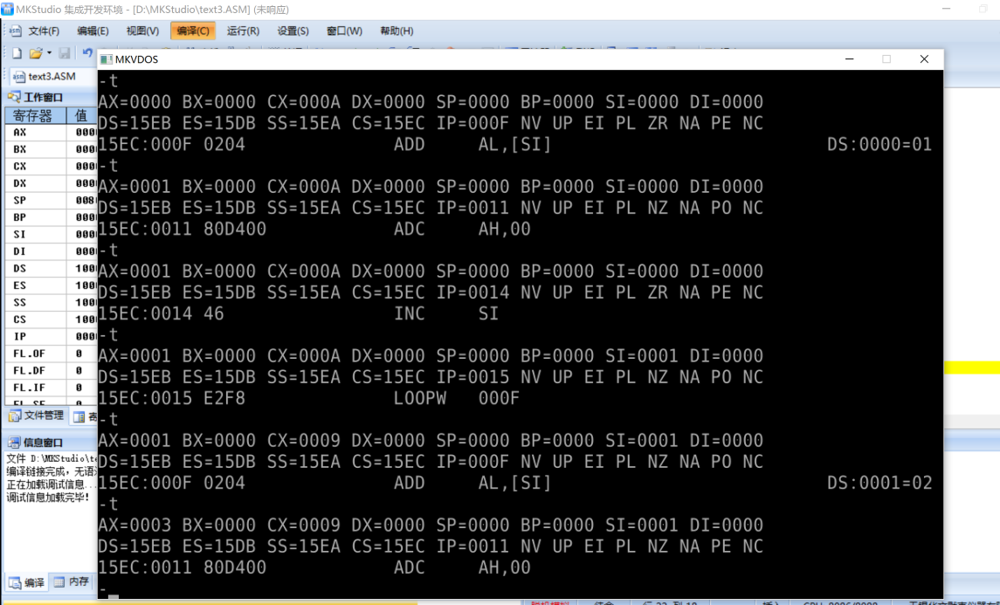 MKStudio 集成开发环境 - [D:\MKStudio\text3.ASM] (未响应)
文件(F) 编辑(E) 视图(V) 编译(C) 运行(R) 设置(S) 窗口(W) 帮助(H)
text3.ASM
工作窗口
寄存器 值
AX 000
BX 000
CX 000
DX 000
SP 008
BP 000
SI 000
DI 000
DS 100
ES 100
SS 100
CS 100
IP 000
FL.OF 0
FL.DF 0
FL.IF 0
FL.SF 0
文件管理 寄
信息窗口
文件 D:\MKStudio\te
编译链接完成，无语
正在加载调试信息...
调试信息加载完毕！
编译 内存
MKVDOS
-t
AX=0000 BX=0000 CX=000A DX=0000 SP=0000 BP=0000 SI=0000 DI=0000
DS=15EB ES=15DB SS=15EA CS=15EC IP=000F NV UP EI PL ZR NA PE NC
15EC:000F 0204 ADD AL,[SI] DS:0000=01
-t
AX=0001 BX=0000 CX=000A DX=0000 SP=0000 BP=0000 SI=0000 DI=0000
DS=15EB ES=15DB SS=15EA CS=15EC IP=0011 NV UP EI PL NZ NA PO NC
15EC:0011 80D400 ADC AH,00
-t
AX=0001 BX=0000 CX=000A DX=0000 SP=0000 BP=0000 SI=0000 DI=0000
DS=15EB ES=15DB SS=15EA CS=15EC IP=0014 NV UP EI PL ZR NA PE NC
15EC:0014 46 INC SI
-t
AX=0001 BX=0000 CX=000A DX=0000 SP=0000 BP=0000 SI=0001 DI=0000
DS=15EB ES=15DB SS=15EA CS=15EC IP=0015 NV UP EI PL NZ NA PO NC
15EC:0015 E2F8 LOOPW 000F
-t
AX=0001 BX=0000 CX=0009 DX=0000 SP=0000 BP=0000 SI=0001 DI=0000
DS=15EB ES=15DB SS=15EA CS=15EC IP=000F NV UP EI PL NZ NA PO NC
15EC:000F 0204 ADD AL,[SI] DS:0001=02
-t
AX=0003 BX=0000 CX=0009 DX=0000 SP=0000 BP=0000 SI=0001 DI=0000
DS=15EB ES=15DB SS=15EA CS=15EC IP=0011 NV UP EI PL NZ NA PE NC
15EC:0011 80D400 ADC AH,00
-